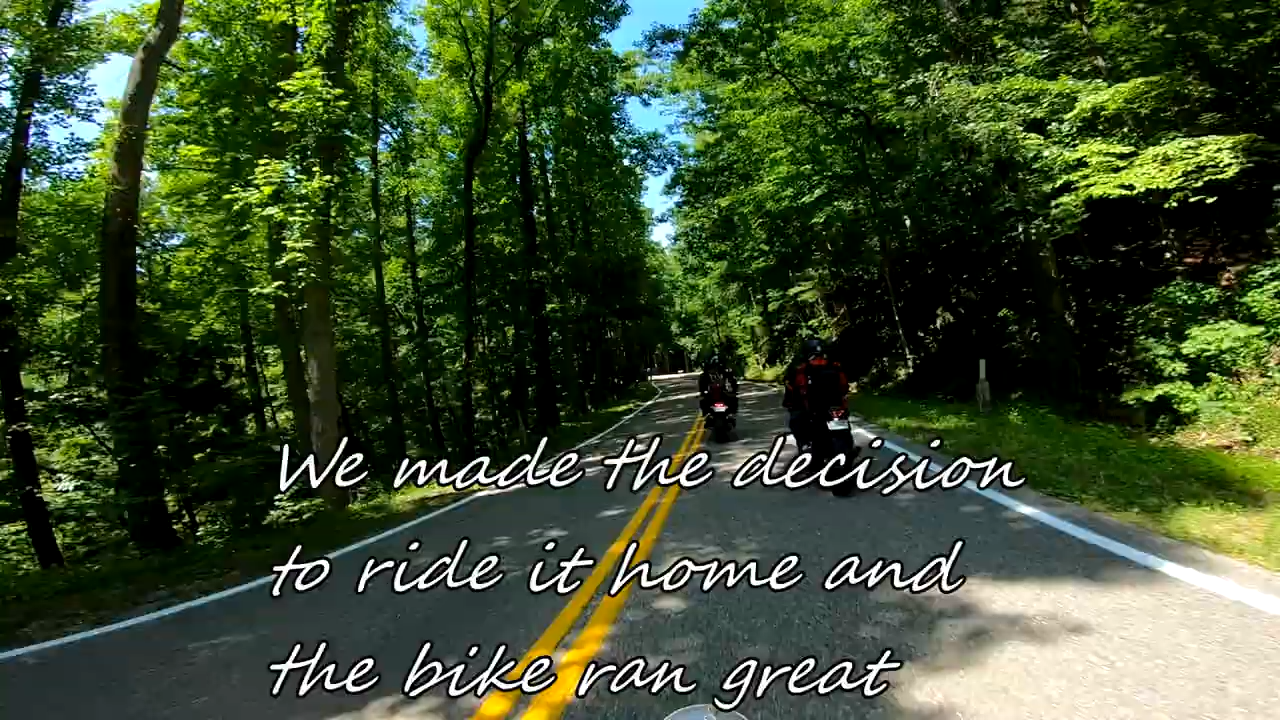 We made the decision
to ride it home and
the bike ran great